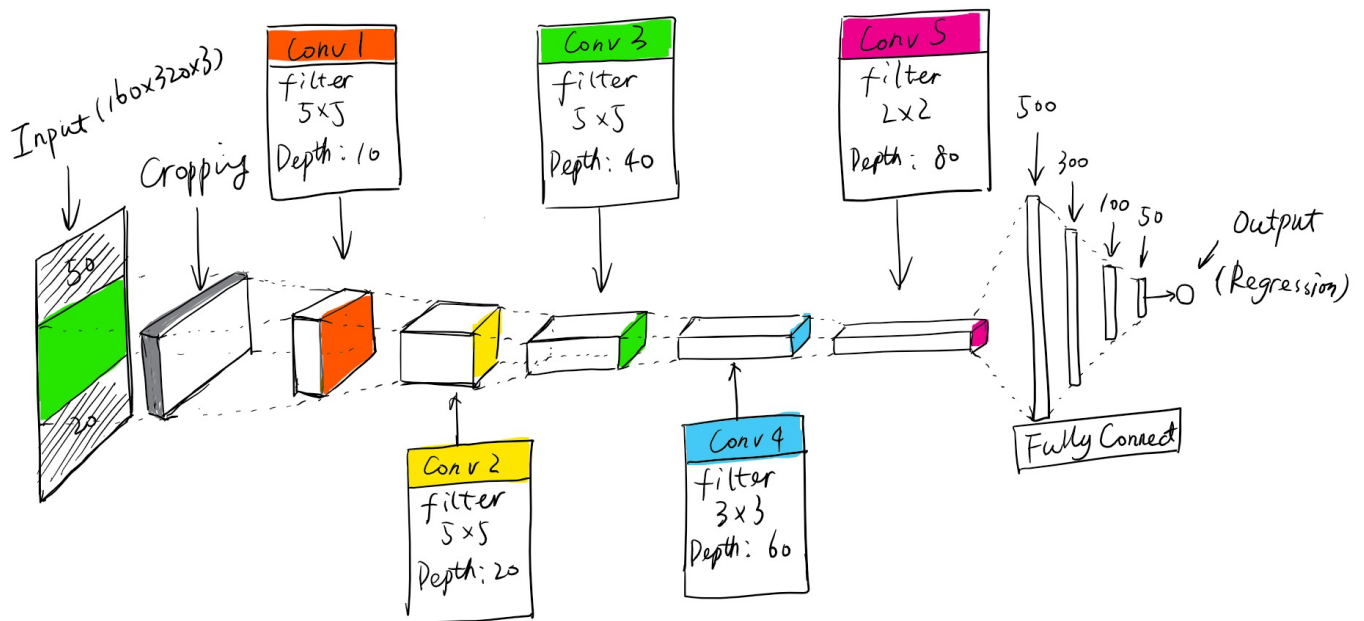 Input (160x320x3)
50
20
Cropping
Conv 1
filter
5x5
Depth: 10
Conv 2
filter
5x5
Depth: 20
Conv 3
filter
5x5
Depth: 40
Conv 4
filter
3x3
Depth: 60
Conv 5
filter
2x2
Depth: 80
500
300
100
50
Fully Connect
Output
(Regression)